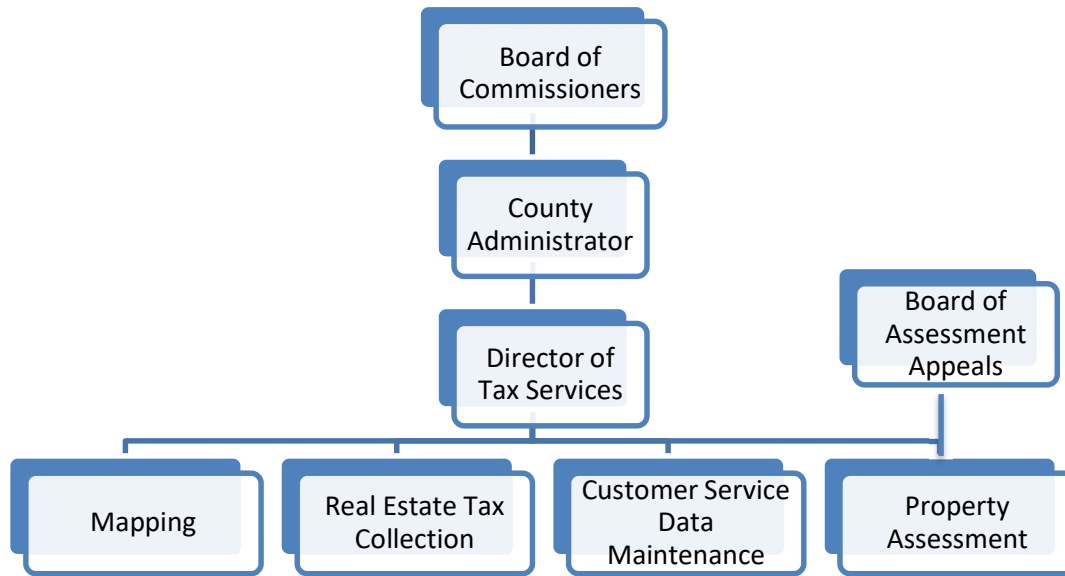 Board of
Commissioners
County
Administrator
Director of
Tax Services
Board of
Assessment
Appeals
Mapping
Real Estate Tax
Collection
Customer Service
Data
Maintenance
Property
Assessment